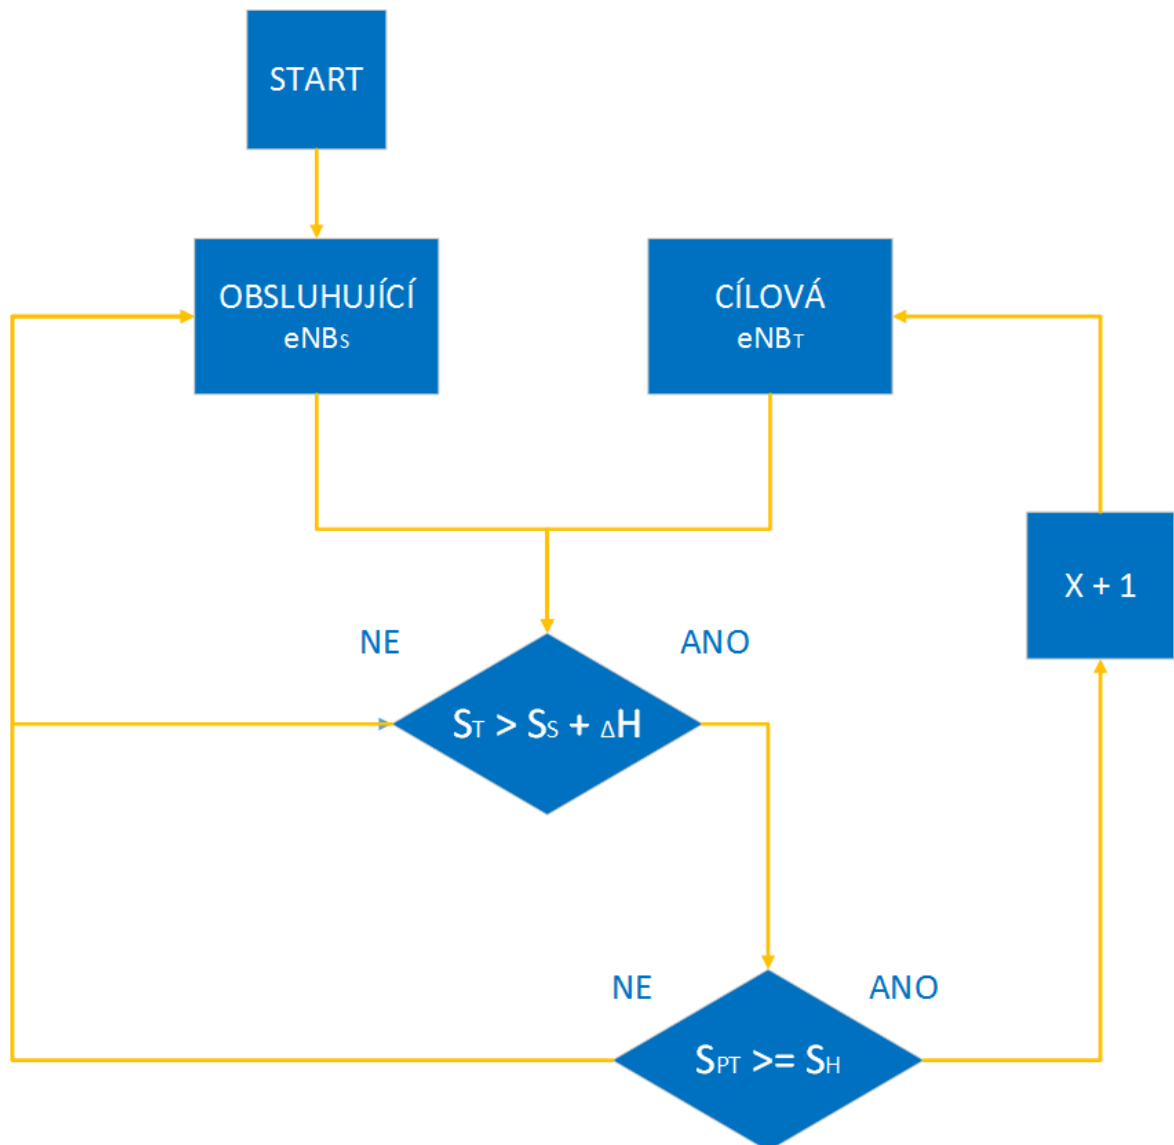 START
OBSLUHUJÍCÍ
eNBS
CÍLOVÁ
eNBT
X + 1
NE
ANO
ST > SS + ΔH
NE
ANO
SPT >= SH